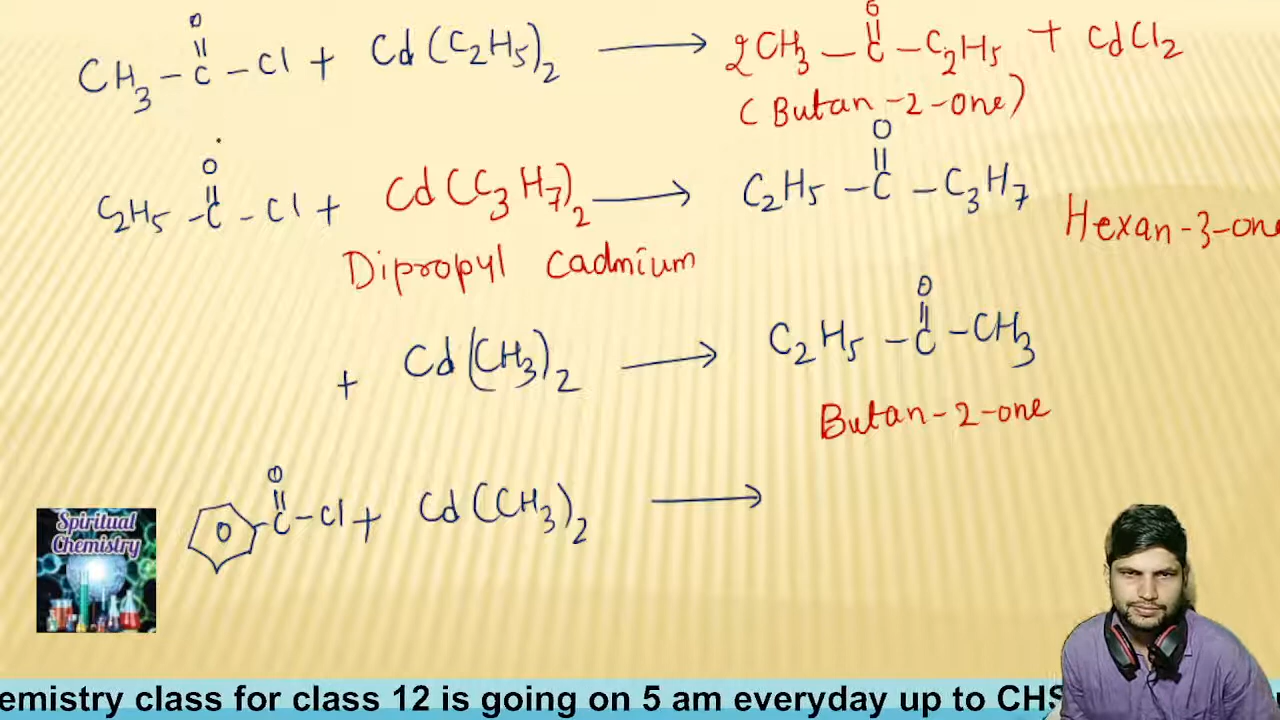 CH₃ – C(=O) – Cl + Cd(C₂H₅)₂ ⟶ 2CH₃ – C(=O) – C₂H₅ + CdCl₂
(Butan-2-one)
C₂H₅ – C(=O) – Cl + Cd(C₃H₇)₂ ⟶ C₂H₅ – C(=O) – C₃H₇
Hexan-3-one
Dipropyl Cadmium
+ Cd(CH₃)₂ ⟶ C₂H₅ – C(=O) – CH₃
Butan-2-one
C(=O) – Cl + Cd(CH₃)₂ ⟶
Spiritual
Chemistry
emistry class for class 12 is going on 5 am everyday up to CHS